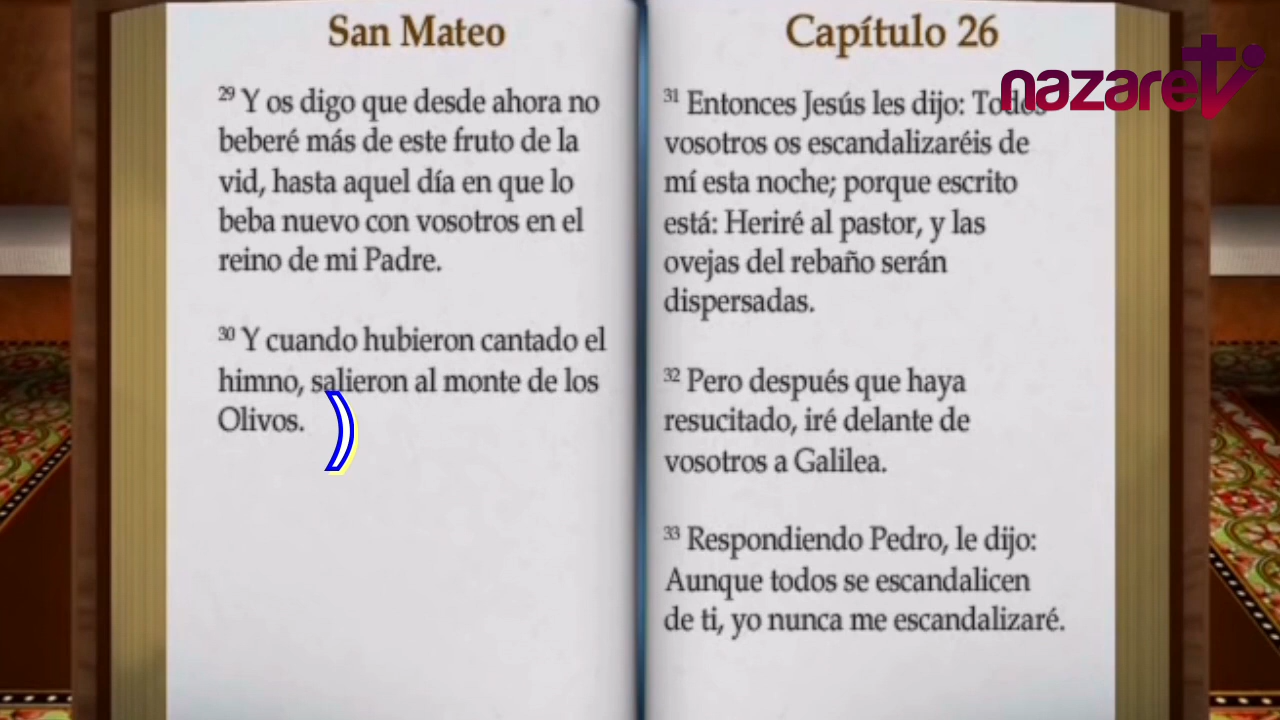 San Mateo
29 Y os digo que desde ahora no
beberé más de este fruto de la
vid, hasta aquel día en que lo
beba nuevo con vosotros en el
reino de mi Padre.
30 Y cuando hubieron cantado el
himno, salieron al monte de los
Olivos.
)
Capítulo 26
nazaretv
31 Entonces Jesús les dijo: Todos
vosotros os escandalizaréis de
mí esta noche; porque escrito
está: Heriré al pastor, y las
ovejas del rebaño serán
dispersadas.
32 Pero después que haya
resucitado, iré delante de
vosotros a Galilea.
33 Respondiendo Pedro, le dijo:
Aunque todos se escandalicen
de ti, yo nunca me escandalizaré.